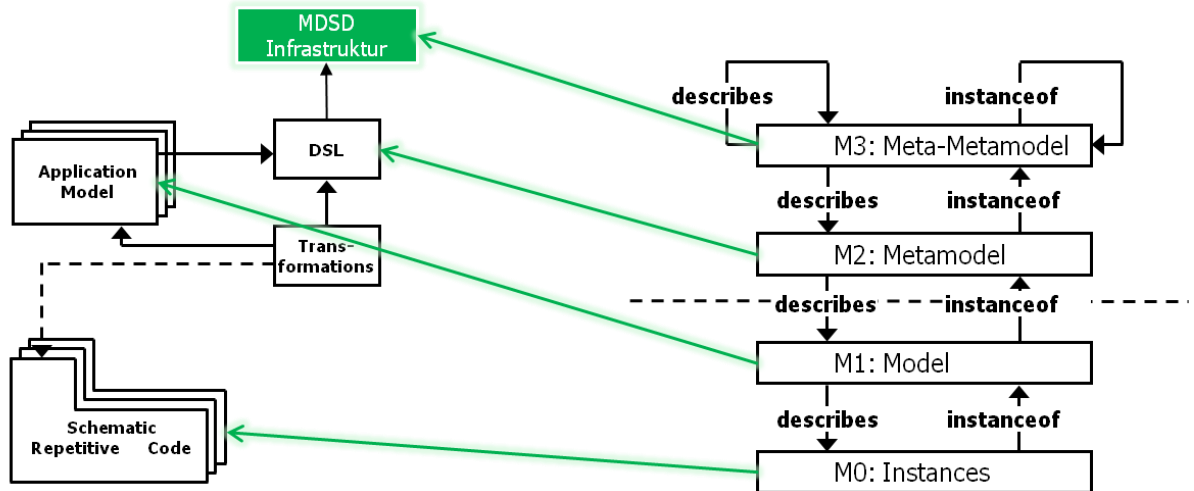 MDSD
Infrastruktur
describes
instanceof
DSL
M3: Meta-Metamodel
Application
Model
describes
instanceof
Trans-
formations
M2: Metamodel
describes
instanceof
M1: Model
describes
instanceof
Schematic
Repetitive Code
M0: Instances